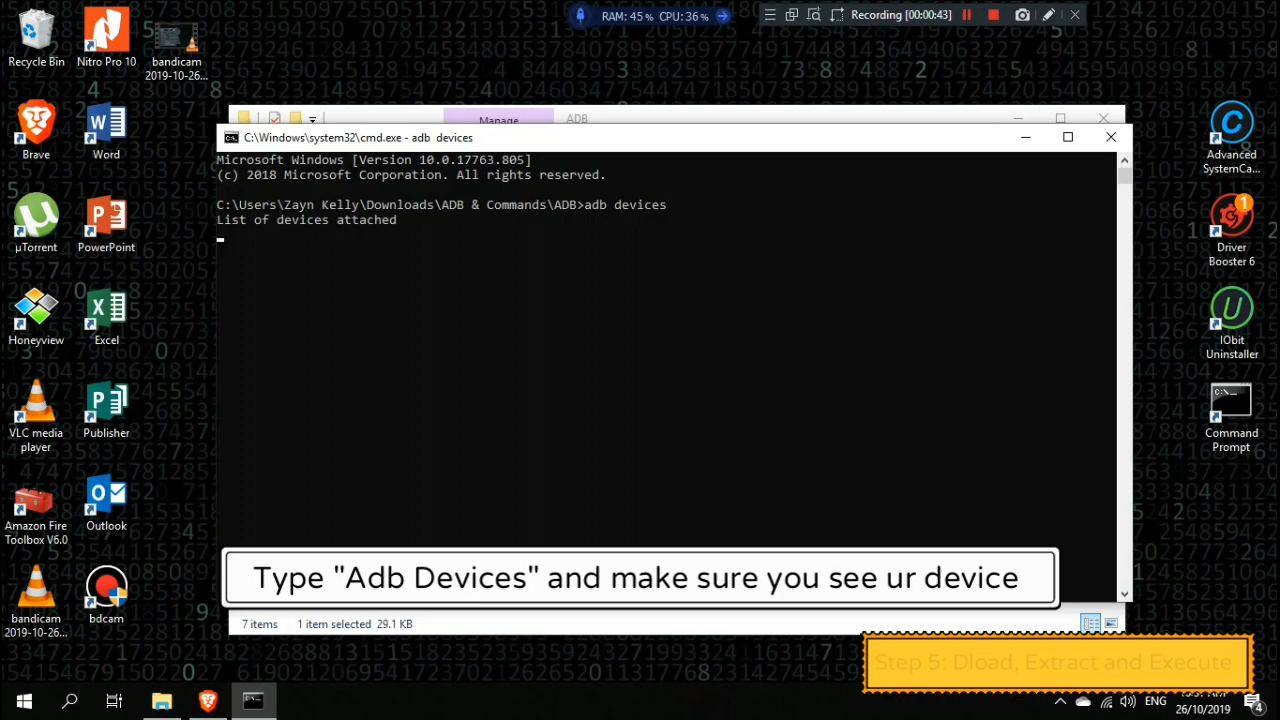 RAM: 45% CPU: 36%
Recording [00:00:43]
Recycle Bin
Nitro Pro 10
bandicam
2019-10-26...
Manage
ADB
C:\Windows\system32\cmd.exe - adb devices
Microsoft Windows [Version 10.0.17763.805]
(c) 2018 Microsoft Corporation. All rights reserved.
C:\Users\Zayn Kelly\Downloads\ADB & Commands\ADB>adb devices
List of devices attached
Brave
Word
µTorrent
PowerPoint
Honeyview
Excel
VLC media
player
Publisher
Amazon Fire
Toolbox V6.0
Outlook
bandicam
2019-10-26...
bdcam
Advanced
SystemCa...
1
Driver
Booster 6
IObit
Uninstaller
Command
Prompt
Type "Adb Devices" and make sure you see ur device
7 items 1 item selected 29.1 KB
Step 5: Dload, Extract and Execute
ENG
26/10/2019
4